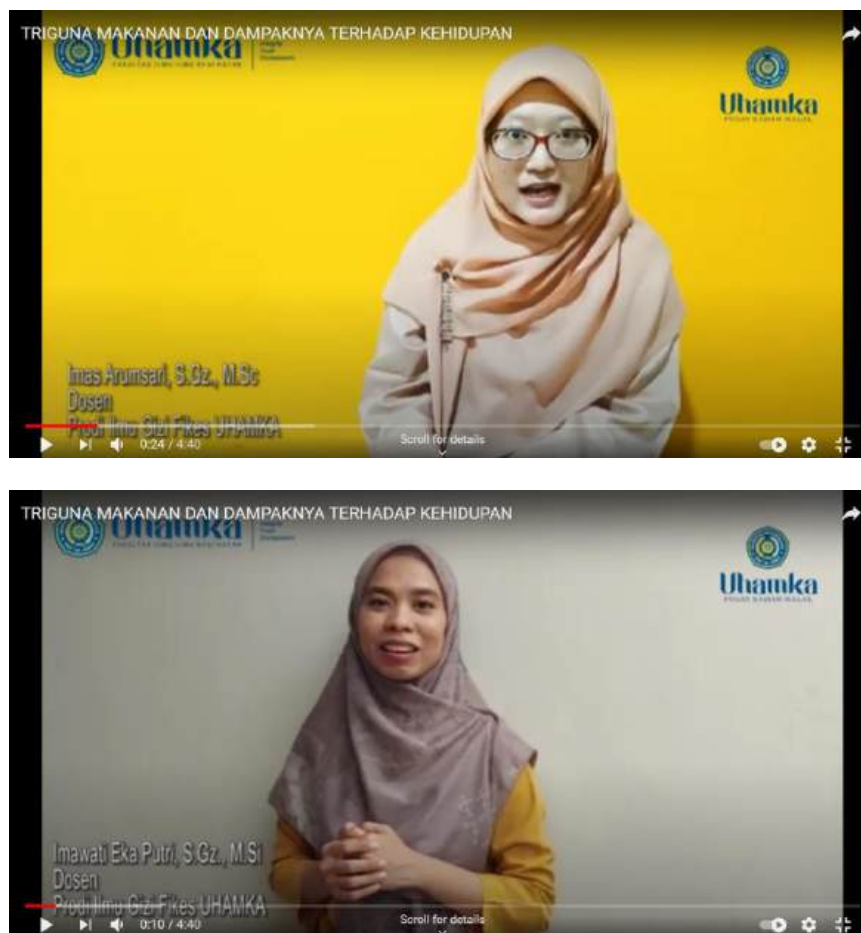 TRIGUNA MAKANAN DAN DAMPAKNYA TERHADAP KEHIDUPAN
Uhamka
Uhamka
Imas Arumsari, S.Gz., M.Sc
Dosen
Prodi Ilmu Gizi Fikes UHAMKA
0:24 / 4:40
Scroll for details
TRIGUNA MAKANAN DAN DAMPAKNYA TERHADAP KEHIDUPAN
Uhamka
Uhamka
Imawati Eka Putri, S.Gz., M.Si
Dosen
Prodi Ilmu Gizi Fikes UHAMKA
0:10 / 4:40
Scroll for details